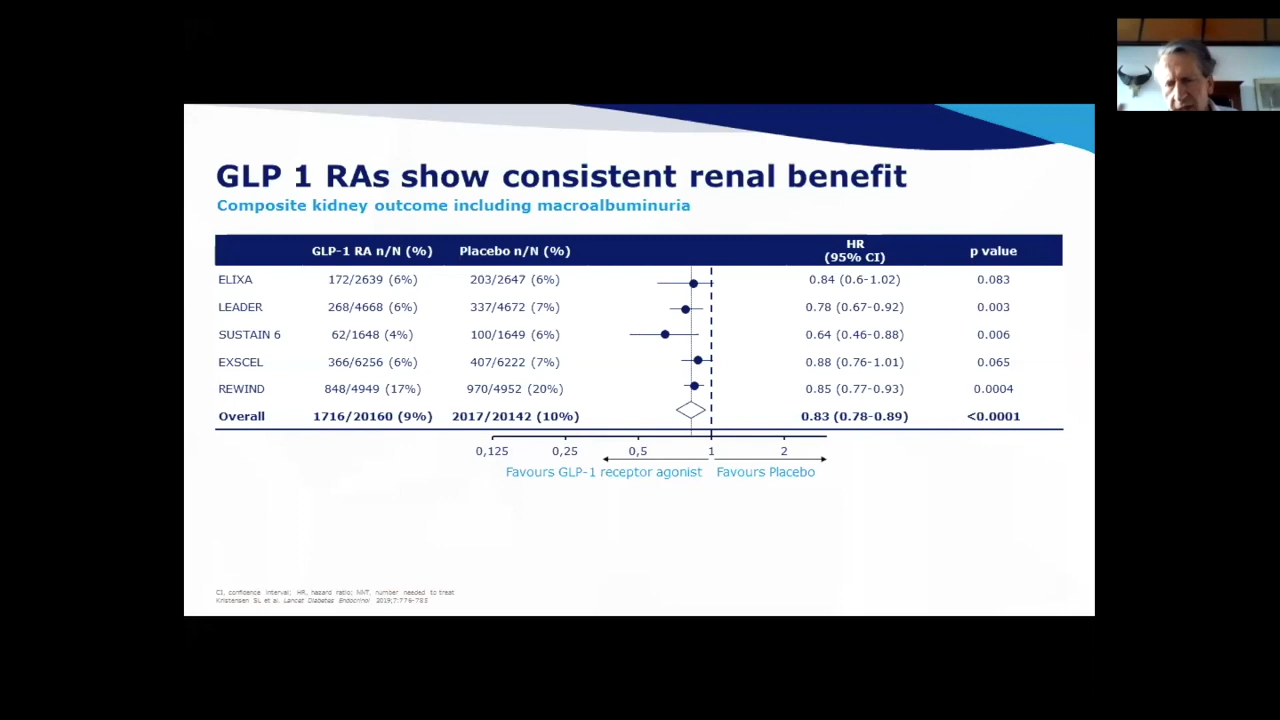 GLP 1 RAs show consistent renal benefit
Composite kidney outcome including macroalbuminuria
GLP-1 RA n/N (%) Placebo n/N (%) HR (95% CI) p value
ELIXA 172/2639 (6%) 203/2647 (6%) 0.84 (0.6-1.02) 0.083
LEADER 268/4668 (6%) 337/4672 (7%) 0.78 (0.67-0.92) 0.003
SUSTAIN 6 62/1648 (4%) 100/1649 (6%) 0.64 (0.46-0.88) 0.006
EXSCEL 366/6256 (6%) 407/6222 (7%) 0.88 (0.76-1.01) 0.065
REWIND 848/4949 (17%) 970/4952 (20%) 0.85 (0.77-0.93) 0.0004
Overall 1716/20160 (9%) 2017/20142 (10%) 0.83 (0.78-0.89) <0.0001
0,125 0,25 0,5 1 2
Favours GLP-1 receptor agonist Favours Placebo
CI, confidence interval; HR, hazard ratio; NNT, number needed to treat
Kristensen SL et al. Lancet Diabetes Endocrinol 2019;7:776-785